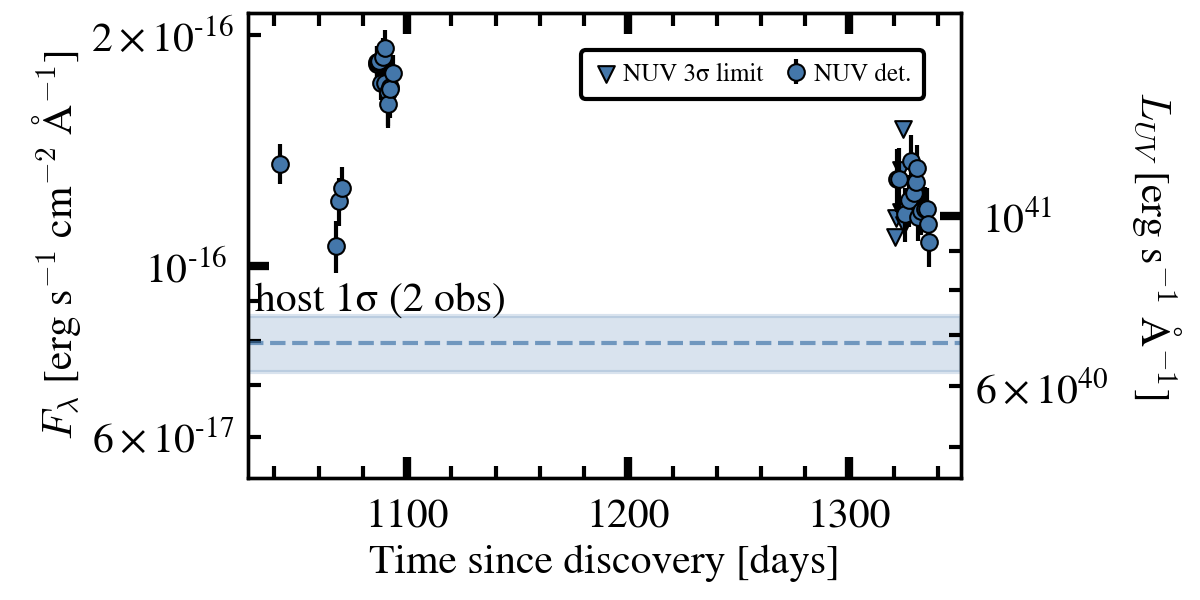 2×10⁻¹⁶
10⁻¹⁶
6×10⁻¹⁷
F_λ [erg s⁻¹ cm⁻² Å⁻¹]
NUV 3σ limit
NUV det.
host 1σ (2 obs)
10⁴¹
6×10⁴⁰
L_UV [erg s⁻¹ Å⁻¹]
1100
1200
1300
Time since discovery [days]